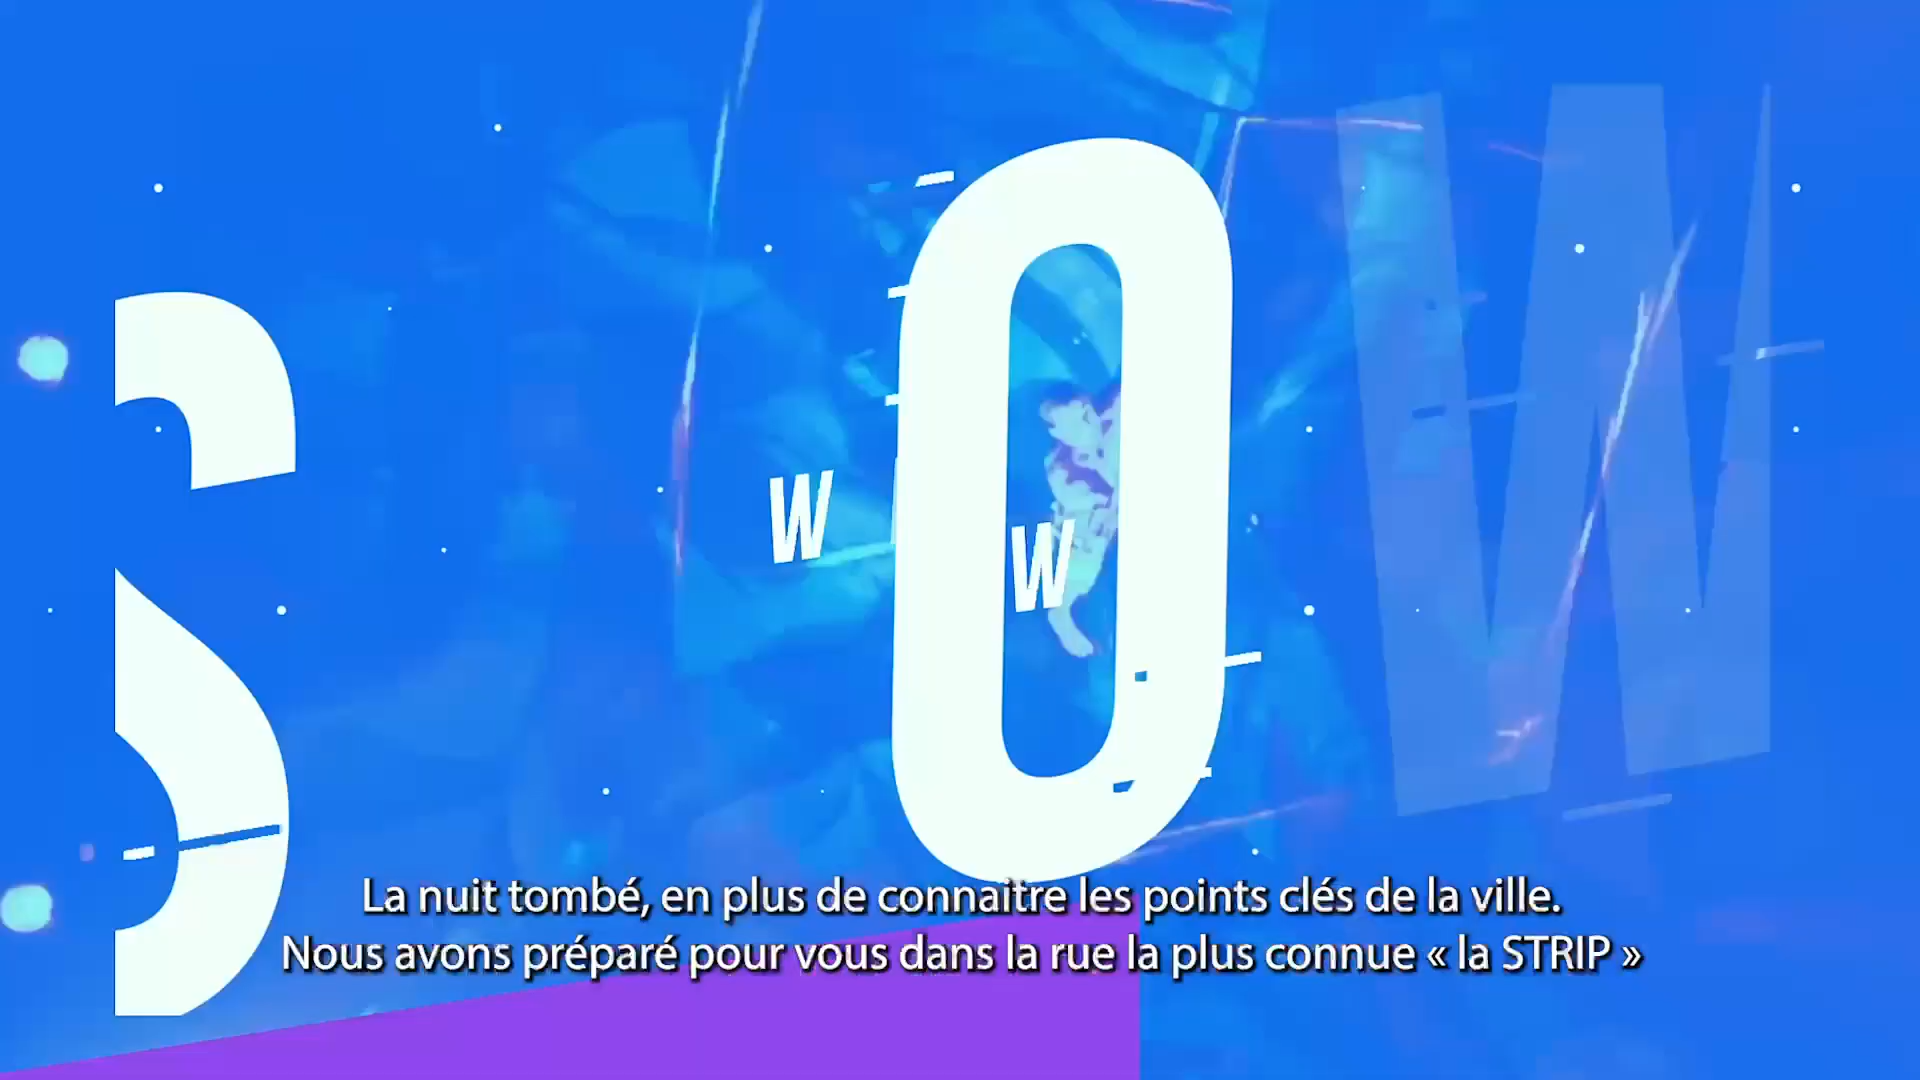 S O W
W W
La nuit tombé, en plus de connaitre les points clés de la ville.
Nous avons préparé pour vous dans la rue la plus connue « la STRIP »